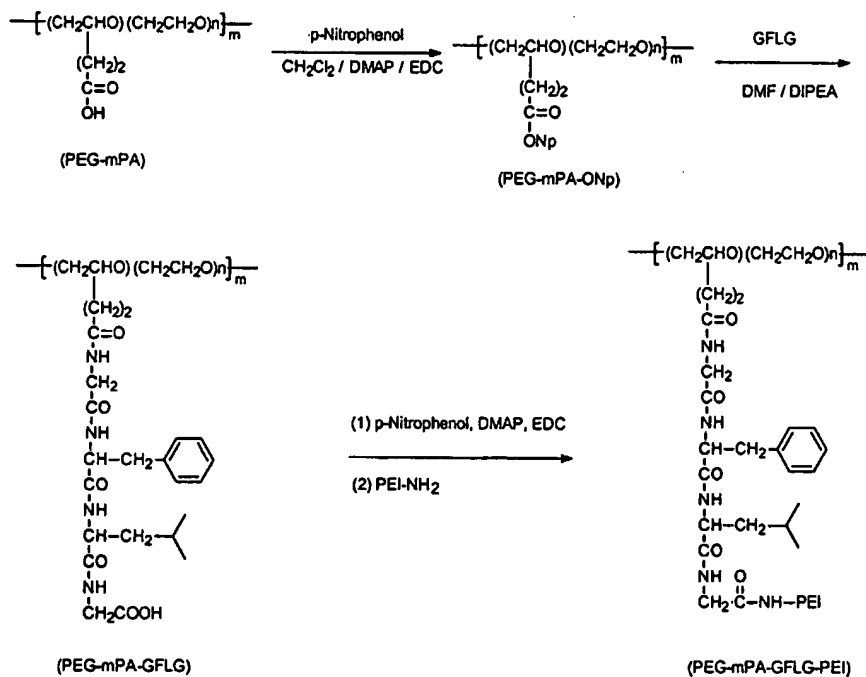 [(CH2CHO)(CH2CH2O)n]m
(CH2)2
C=O
OH
(PEG-mPA)
p-Nitrophenol
CH2Cl2 / DMAP / EDC
[(CH2CHO)(CH2CH2O)n]m
(CH2)2
C=O
ONp
(PEG-mPA-ONp)
GFLG
DMF / DIPEA
[(CH2CHO)(CH2CH2O)n]m
(CH2)2
C=O
NH
CH2
CO
NH
CH-CH2
CO
NH
CH-CH2
CO
NH
CH2COOH
(PEG-mPA-GFLG)
(1) p-Nitrophenol, DMAP, EDC
(2) PEI-NH2
[(CH2CHO)(CH2CH2O)n]m
(CH2)2
C=O
NH
CH2
CO
NH
CH-CH2
CO
NH
CH-CH2
CO
NH
O
CH2-C-NH-PEI
(PEG-mPA-GFLG-PEI)